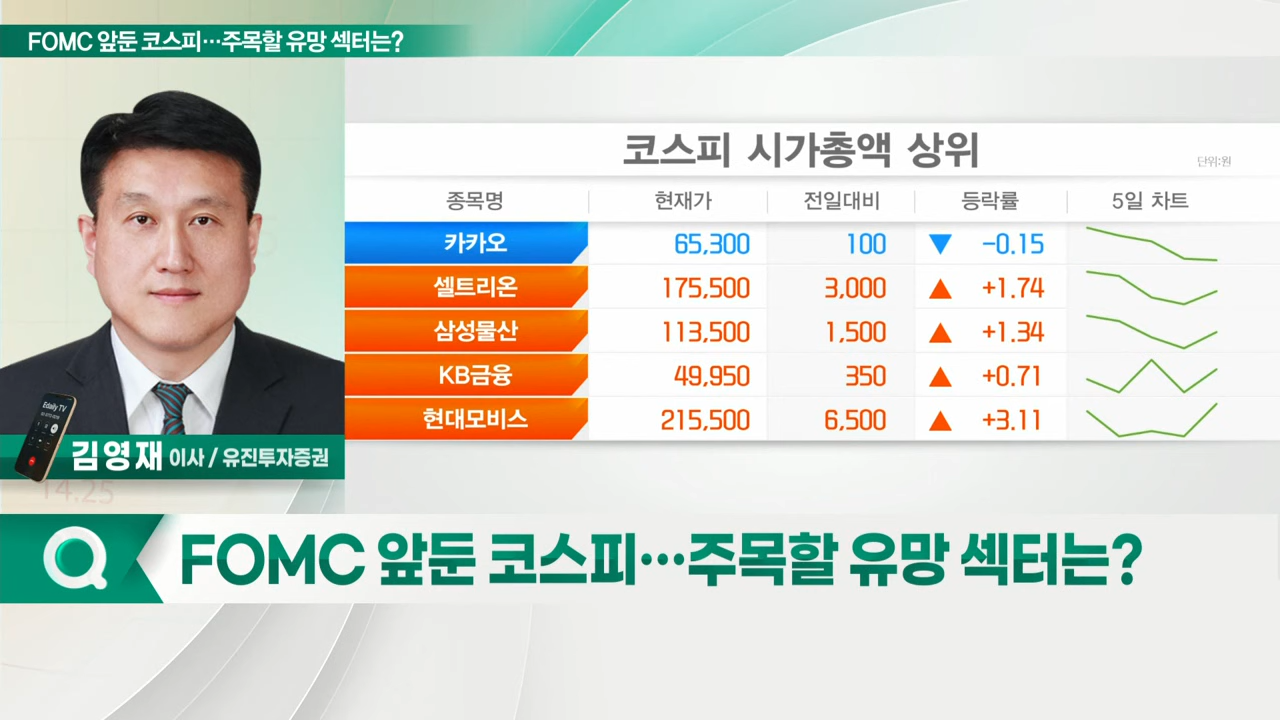 FOMC 앞둔 코스피…주목할 유망 섹터는?
코스피 시가총액 상위
단위:원
종목명 현재가 전일대비 등락률 5일 차트
카카오 65,300 100 ▼ -0.15
셀트리온 175,500 3,000 ▲ +1.74
삼성물산 113,500 1,500 ▲ +1.34
KB금융 49,950 350 ▲ +0.71
현대모비스 215,500 6,500 ▲ +3.11
Edaily TV
김영재 이사 / 유진투자증권
14.25
FOMC 앞둔 코스피…주목할 유망 섹터는?